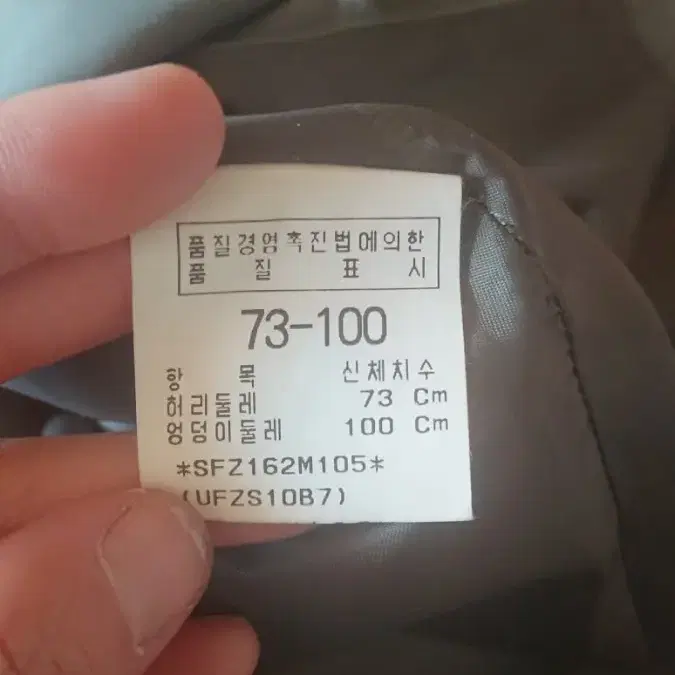 품질경영촉진법에의한
품 질 표 시
73-100
항 목 신체치수
허리둘레 73 Cm
엉덩이둘레 100 Cm
*SFZ162M105*
(UFZS10B7)